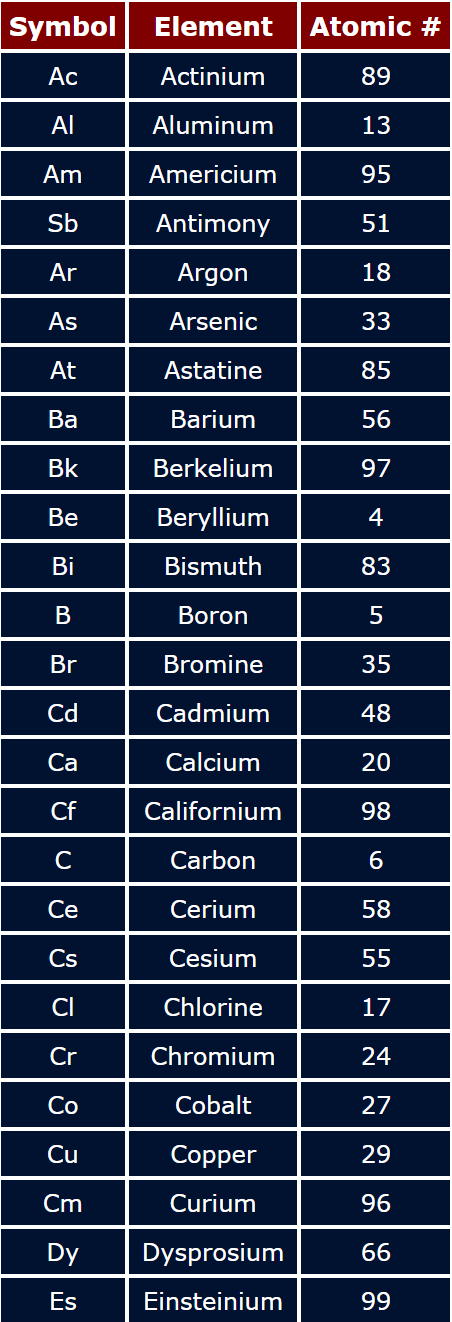 Symbol Element Atomic #
Ac Actinium 89
Al Aluminum 13
Am Americium 95
Sb Antimony 51
Ar Argon 18
As Arsenic 33
At Astatine 85
Ba Barium 56
Bk Berkelium 97
Be Beryllium 4
Bi Bismuth 83
B Boron 5
Br Bromine 35
Cd Cadmium 48
Ca Calcium 20
Cf Californium 98
C Carbon 6
Ce Cerium 58
Cs Cesium 55
Cl Chlorine 17
Cr Chromium 24
Co Cobalt 27
Cu Copper 29
Cm Curium 96
Dy Dysprosium 66
Es Einsteinium 99